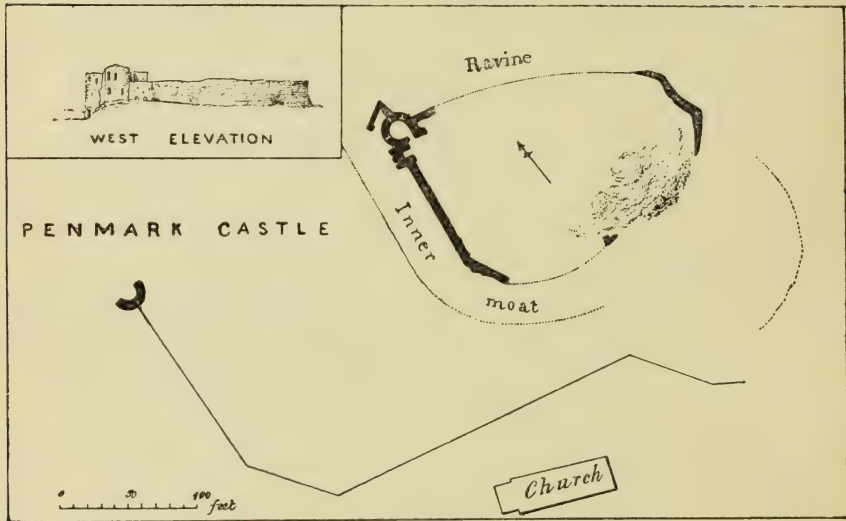 WEST ELEVATION
Ravine
PENMARK CASTLE
Inner
moat
Church
0 50 100
feet